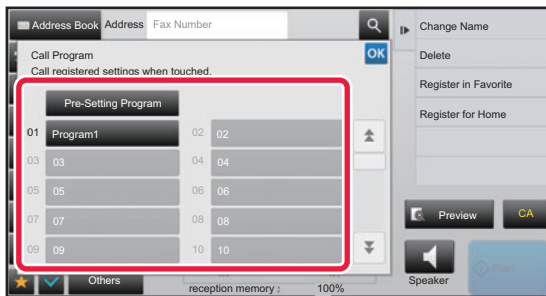 Address Book Address Fax Number
Call Program
OK
Call registered settings when touched.
Pre-Setting Program
01 Program1 02 02
03 03 04 04
05 05 06 06
07 07 08 08
09 09 10 10
Others
reception memory : 100%
Change Name
Delete
Register in Favorite
Register for Home
Preview CA
Speaker
Start